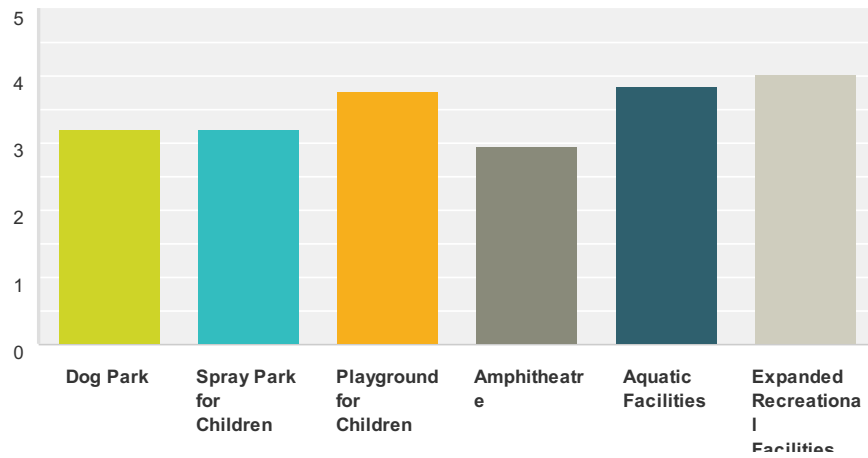 5
4
3
2
1
0
Dog Park
Spray Park
for
Children
Playground
for
Children
Amphitheatr
e
Aquatic
Facilities
Expanded
Recreationa
l
Facilities